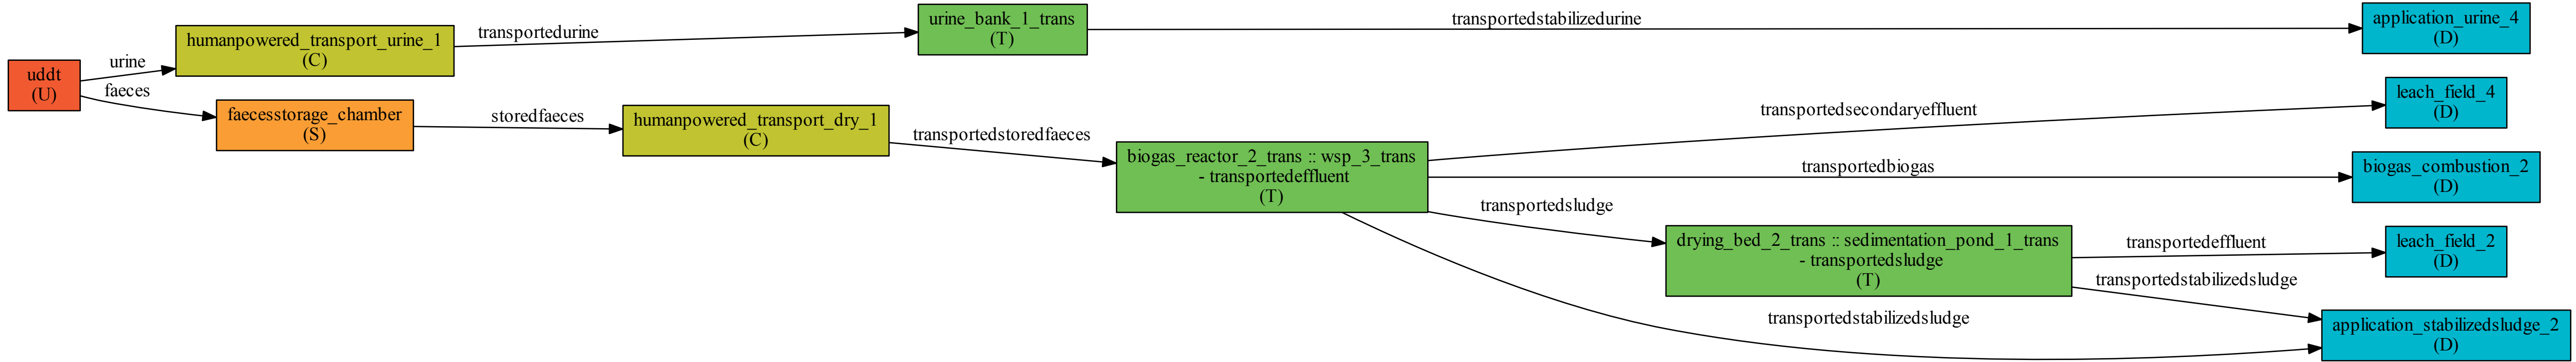 uddt
(U)
urine
faeces
humanpowered_transport_urine_1
(C)
faecesstorage_chamber
(S)
transportedurine
storedfaeces
humanpowered_transport_dry_1
(C)
urine_bank_1_trans
(T)
transportedstoredfaeces
biogas_reactor_2_trans :: wsp_3_trans
- transportedeffluent
(T)
transportedstabilizedurine
transportedsecondaryeffluent
transportedbiogas
transportedsludge
drying_bed_2_trans :: sedimentation_pond_1_trans
- transportedsludge
(T)
transportedstabilizedsludge
transportedeffluent
transportedstabilizedsludge
application_urine_4
(D)
leach_field_4
(D)
biogas_combustion_2
(D)
leach_field_2
(D)
application_stabilizedsludge_2
(D)